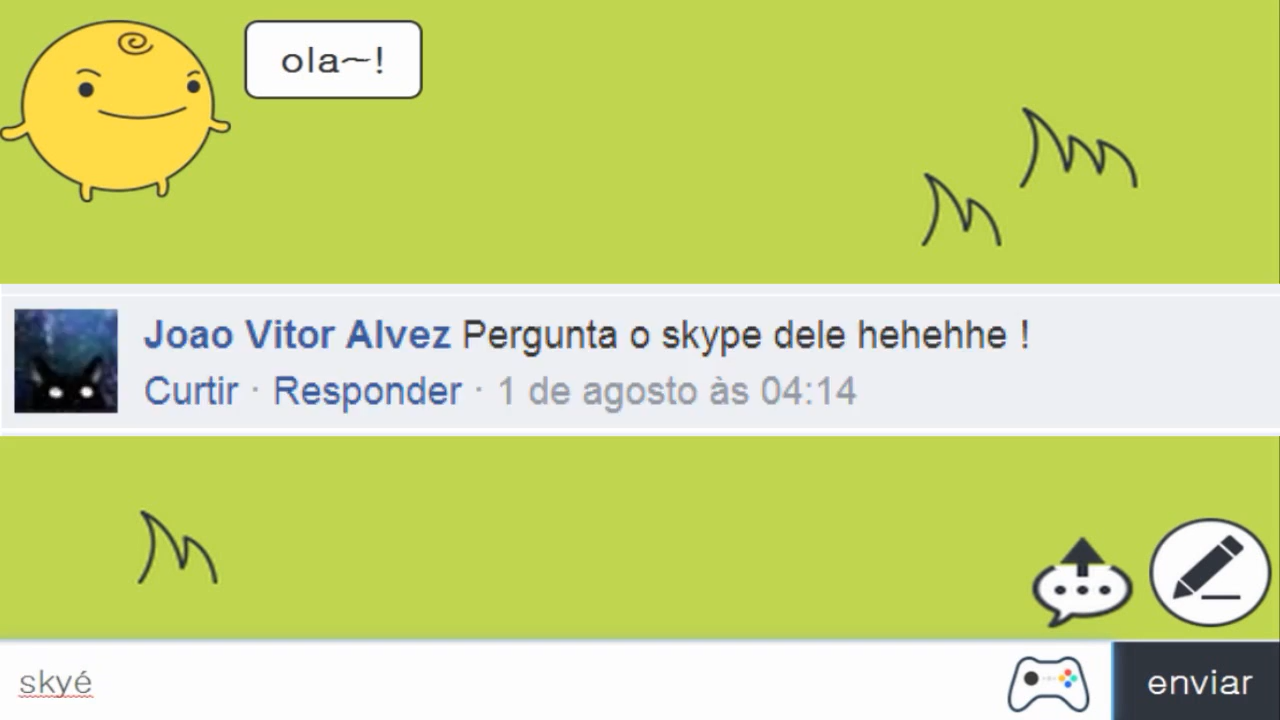 ola~!
Joao Vitor Alvez Pergunta o skype dele hehehhe !
Curtir · Responder · 1 de agosto às 04:14
skyé
enviar